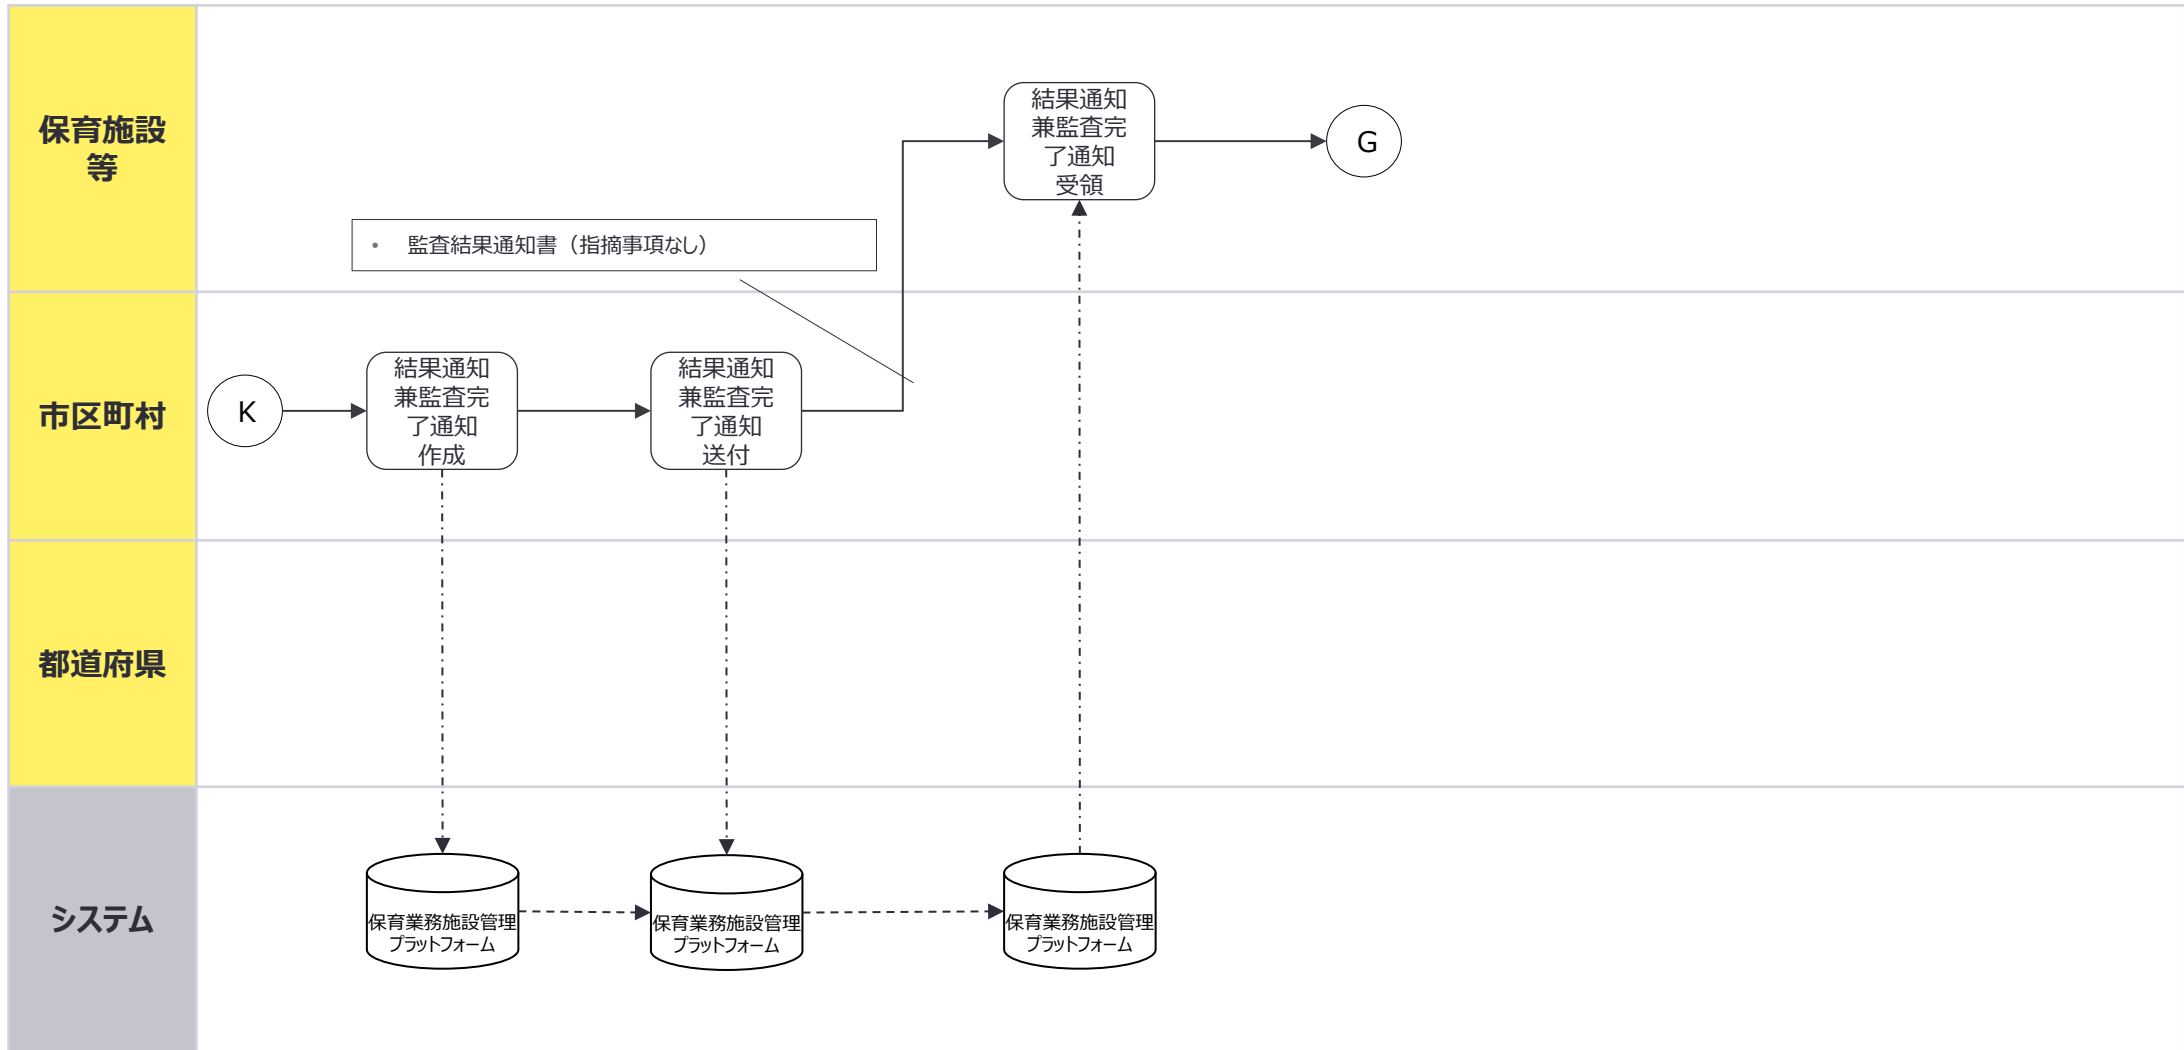 保育施設
等
結果通知
兼監査完
了通知
受領
G
• 監査結果通知書（指摘事項なし）
市区町村
K
結果通知
兼監査完
了通知
作成
結果通知
兼監査完
了通知
送付
都道府県
システム
保育業務施設管理
プラットフォーム
保育業務施設管理
プラットフォーム
保育業務施設管理
プラットフォーム